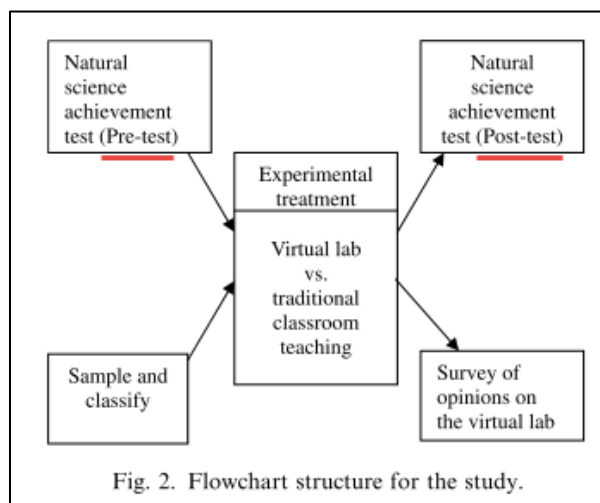 Natural
science
achievement
test (Pre-test)
Natural
science
achievement
test (Post-test)
Experimental
treatment
Virtual lab
vs.
traditional
classroom
teaching
Sample and
classify
Survey of
opinions on
the virtual lab
Fig. 2. Flowchart structure for the study.